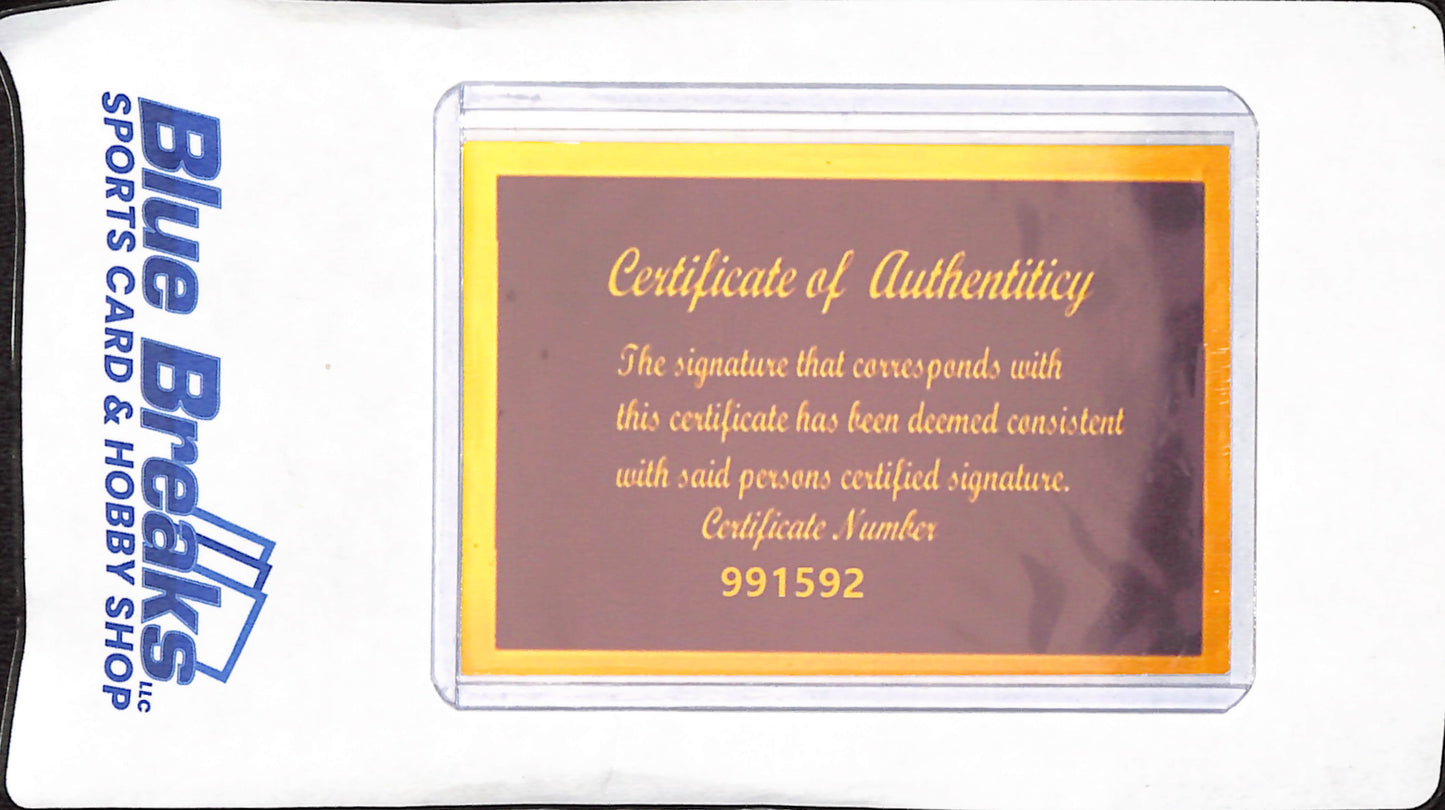 Blue Breaks LLC
SPORTS CARD & HOBBY SHOP
Certificate of Authentiticy
The signature that corresponds with
this certificate has been deemed consistent
with said persons certified signature.
Certificate Number
991592